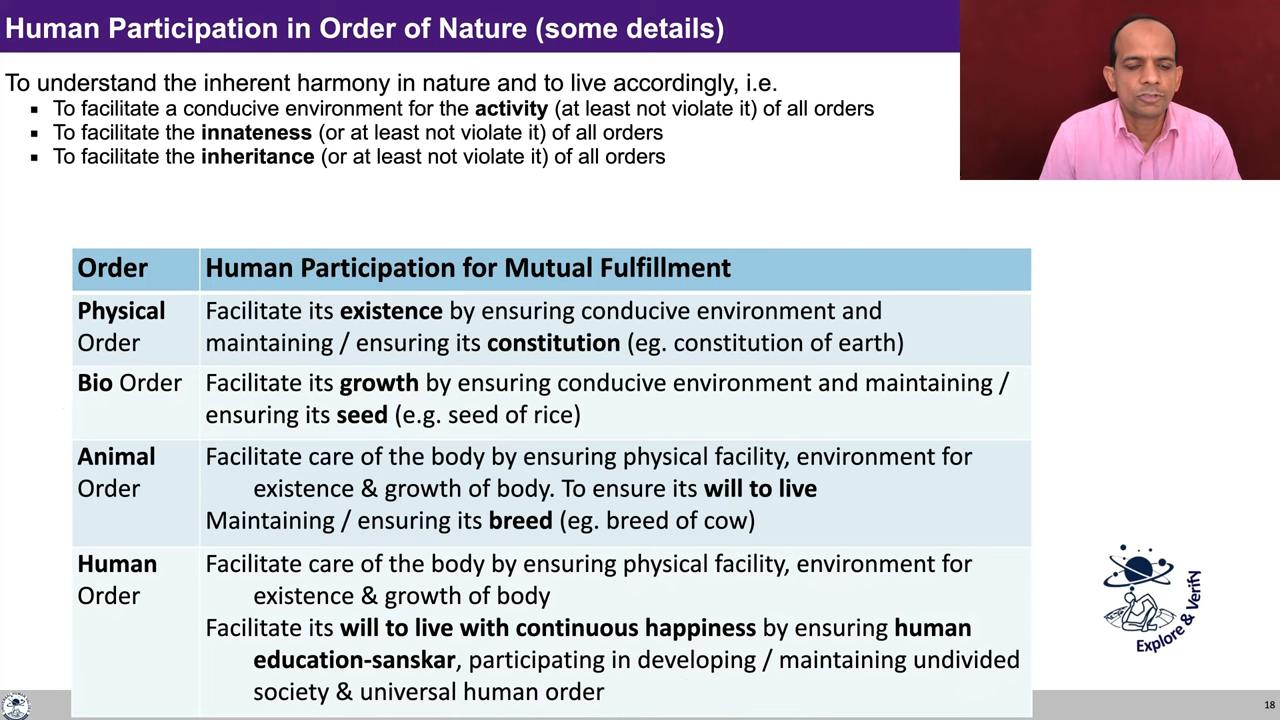 Human Participation in Order of Nature (some details)
To understand the inherent harmony in nature and to live accordingly, i.e.
▪ To facilitate a conducive environment for the activity (at least not violate it) of all orders
▪ To facilitate the innateness (or at least not violate it) of all orders
▪ To facilitate the inheritance (or at least not violate it) of all orders
Order Human Participation for Mutual Fulfillment
Physical Order
Facilitate its existence by ensuring conducive environment and
maintaining / ensuring its constitution (eg. constitution of earth)
Bio Order
Facilitate its growth by ensuring conducive environment and maintaining /
ensuring its seed (e.g. seed of rice)
Animal Order
Facilitate care of the body by ensuring physical facility, environment for
existence & growth of body. To ensure its will to live
Maintaining / ensuring its breed (eg. breed of cow)
Human Order
Facilitate care of the body by ensuring physical facility, environment for
existence & growth of body
Facilitate its will to live with continuous happiness by ensuring human
education-sanskar, participating in developing / maintaining undivided
society & universal human order
Explore & Verify
18